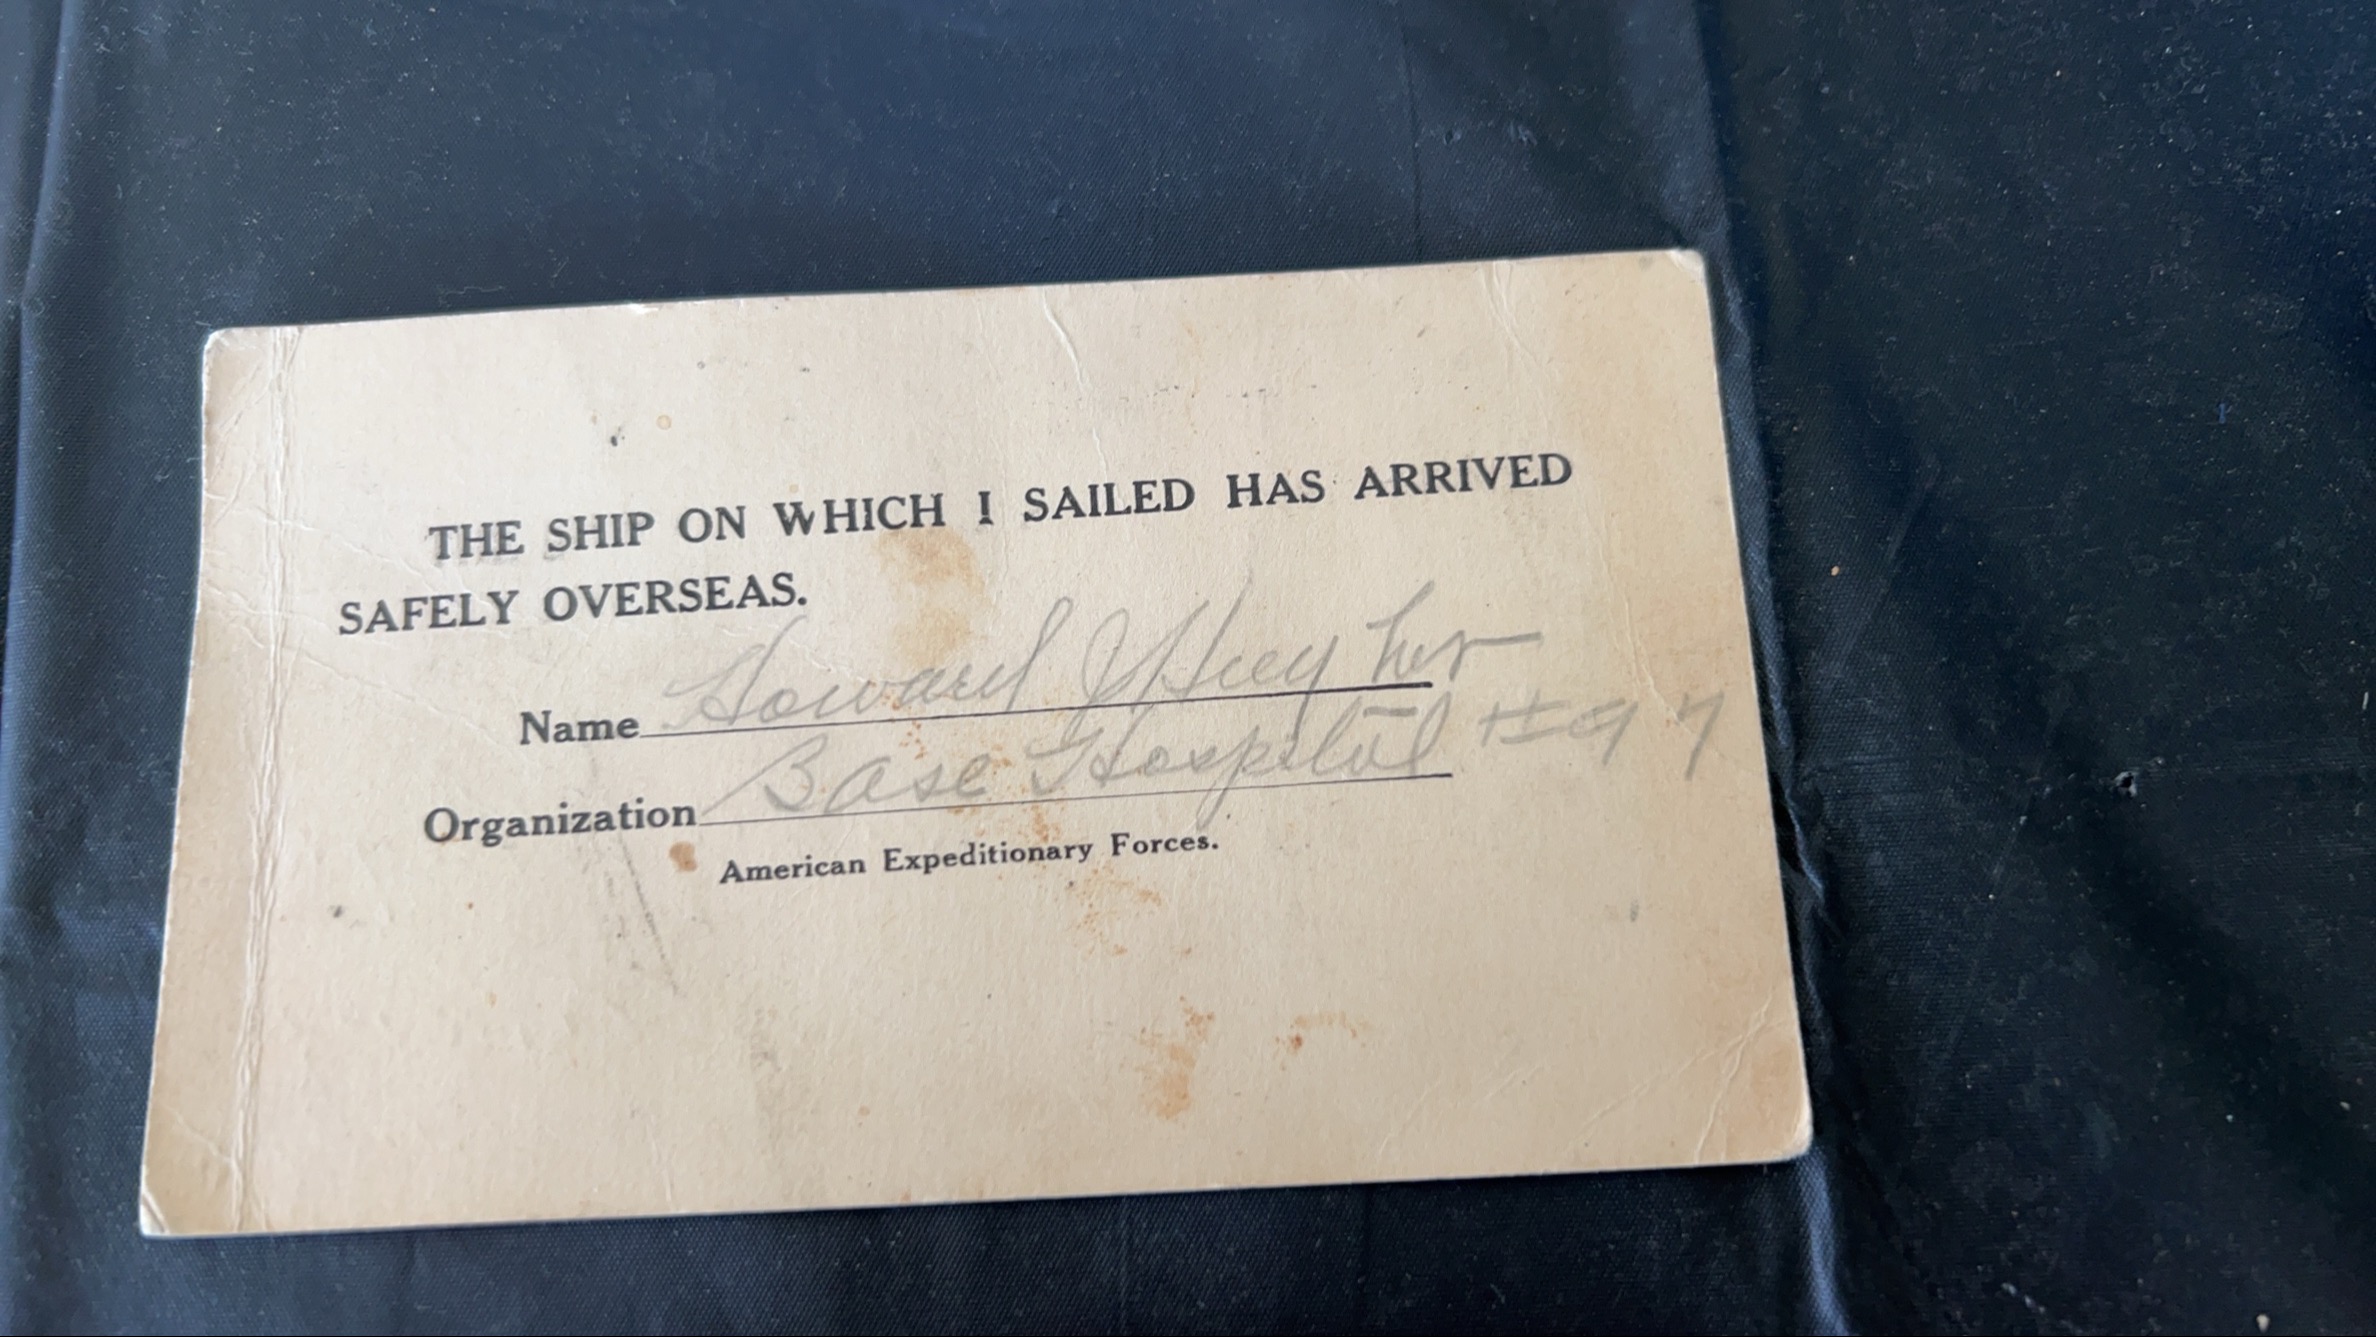 THE SHIP ON WHICH I SAILED HAS ARRIVED
SAFELY OVERSEAS.
Name Howard
Organization Base Hospital #97
American Expeditionary Forces.